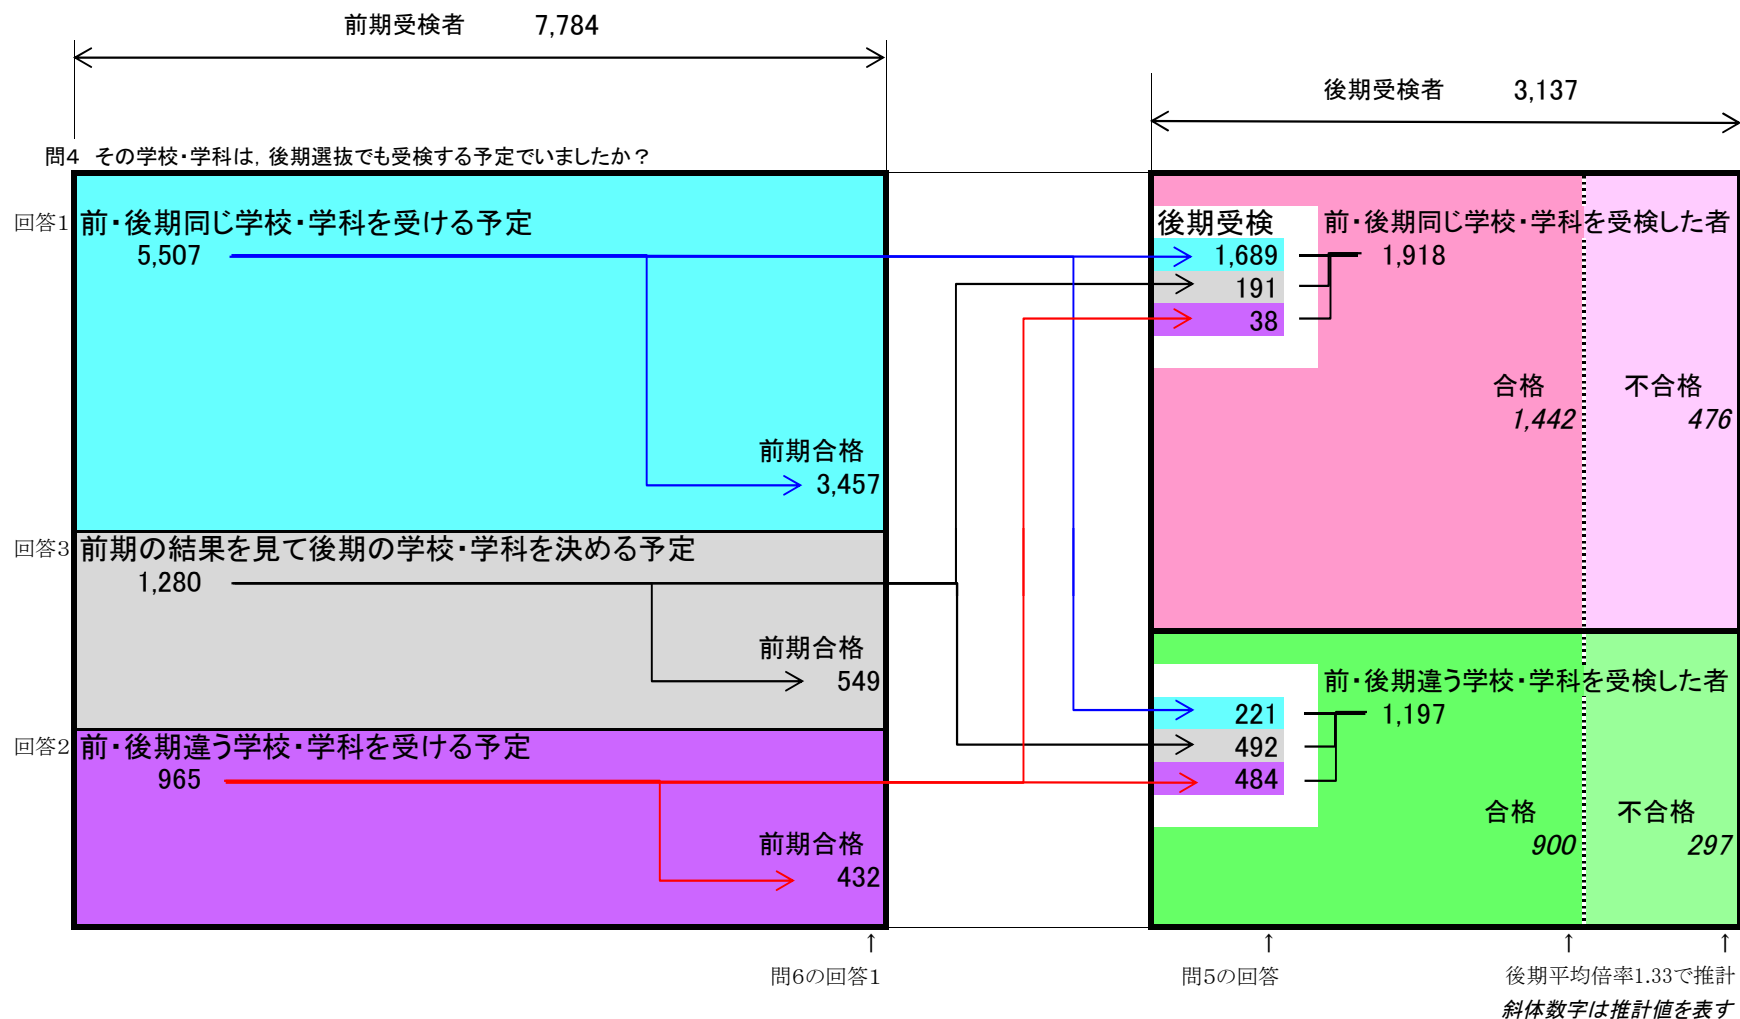 前期受検者 7,784
後期受検者 3,137
問4 その学校・学科は,後期選抜でも受検する予定でいましたか?
回答1
前・後期同じ学校・学科を受ける予定
5,507
前期合格
3,457
回答3
前期の結果を見て後期の学校・学科を決める予定
1,280
前期合格
549
回答2
前・後期違う学校・学科を受ける予定
965
前期合格
432
後期受検
1,689
191
38
前・後期同じ学校・学科を受検した者
1,918
合格
1,442
不合格
476
221
492
484
前・後期違う学校・学科を受検した者
1,197
合格
900
不合格
297
↑ ↑ ↑ ↑
問6の回答1
問5の回答
後期平均倍率1.33で推計
斜体数字は推計値を表す